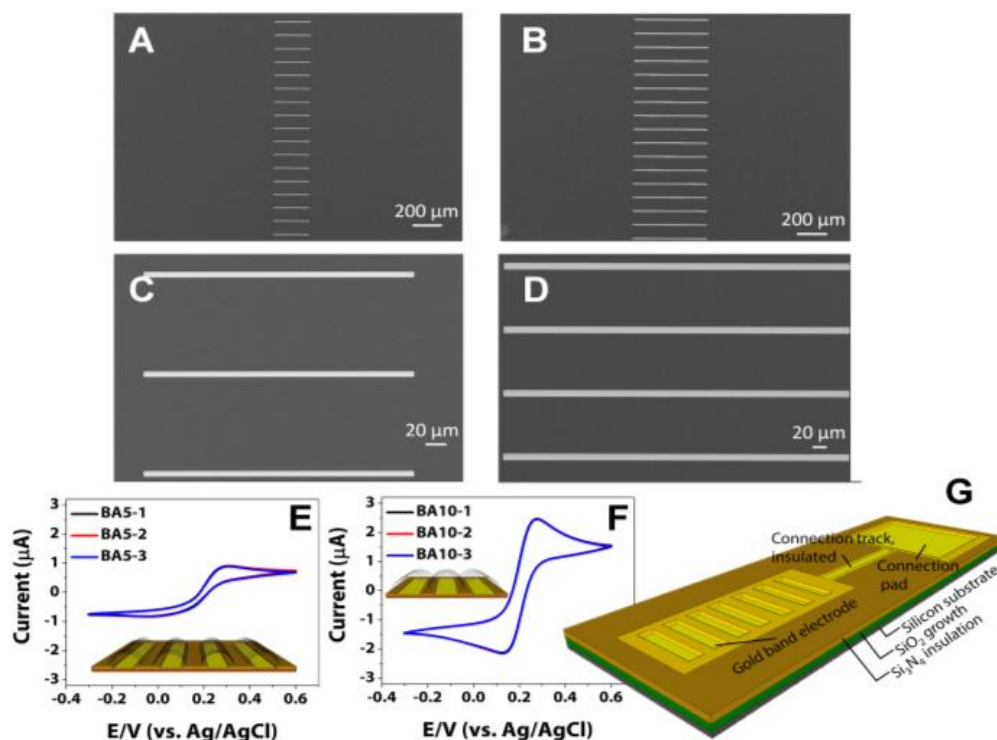 A
200 μm
B
200 μm
C
20 μm
D
20 μm
E
BA5-1
BA5-2
BA5-3
Current (μA)
3
2
1
0
-1
-2
-3
-0.4 -0.2 0.0 0.2 0.4 0.6
E/V (vs. Ag/AgCl)
F
BA10-1
BA10-2
BA10-3
Current (μA)
3
2
1
0
-1
-2
-3
-0.4 -0.2 0.0 0.2 0.4 0.6
E/V (vs. Ag/AgCl)
G
Connection track,
insulated
Connection
pad
Gold band electrode
Silicon substrate
SiO₂ growth
Si₃N₄ insulation